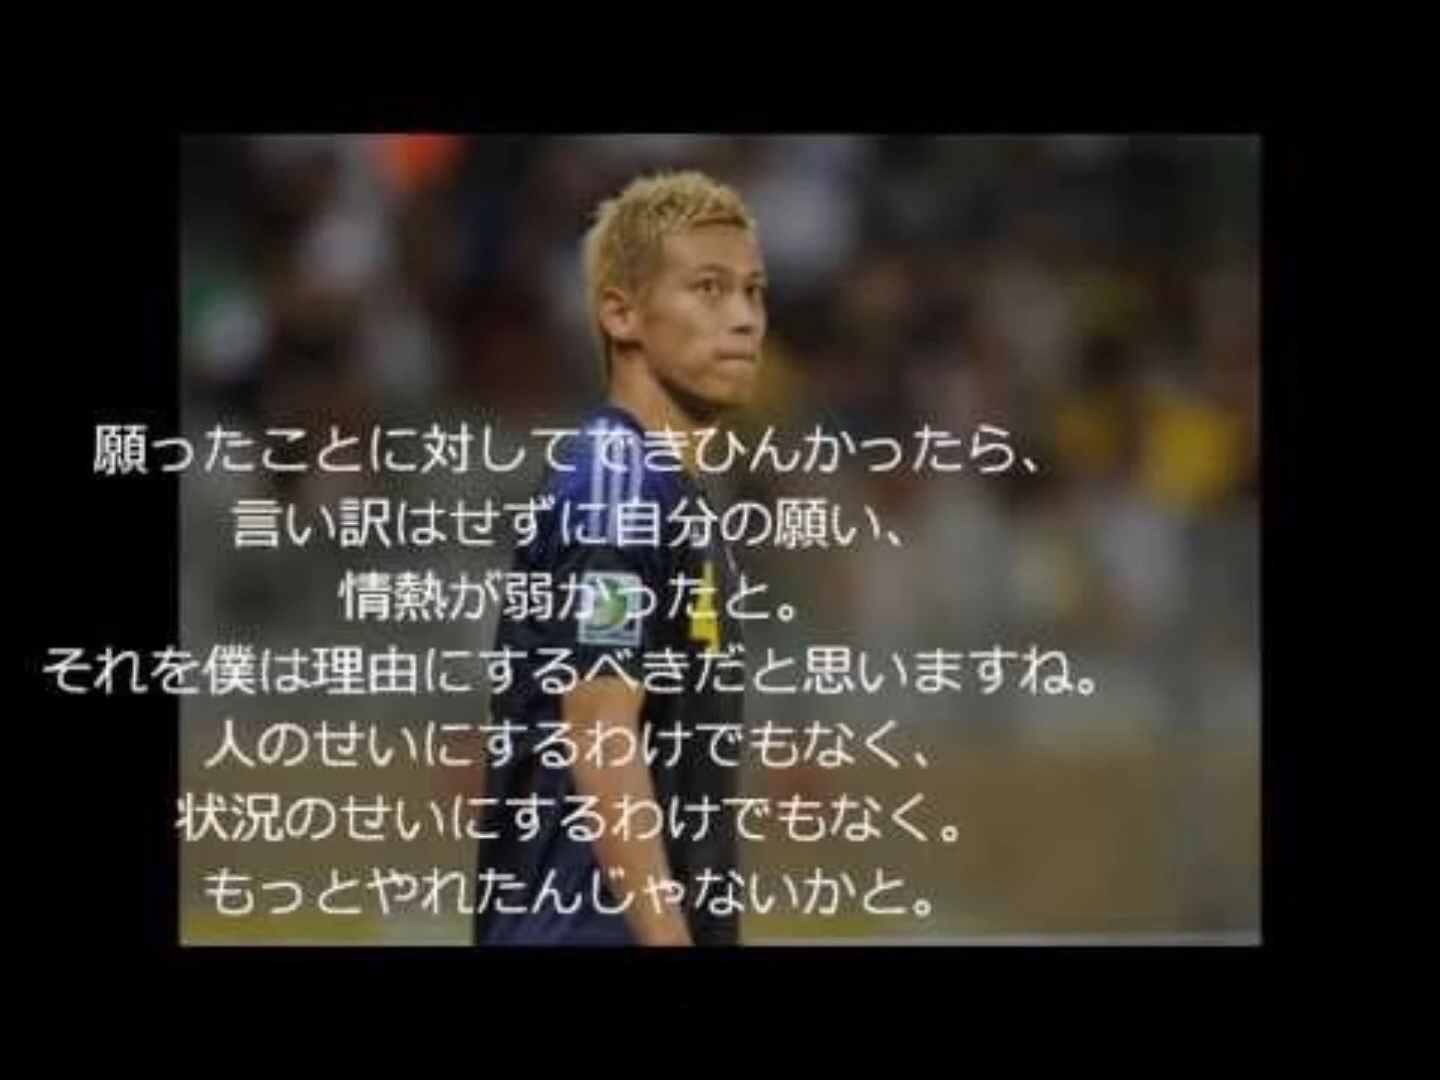 願ったことに対してできひんかったら、
言い訳はせずに自分の願い、
情熱が弱かったと。
それを僕は理由にするべきだと思いますね。
人のせいにするわけでもなく、
状況のせいにするわけでもなく。
もっとやれたんじゃないかと。